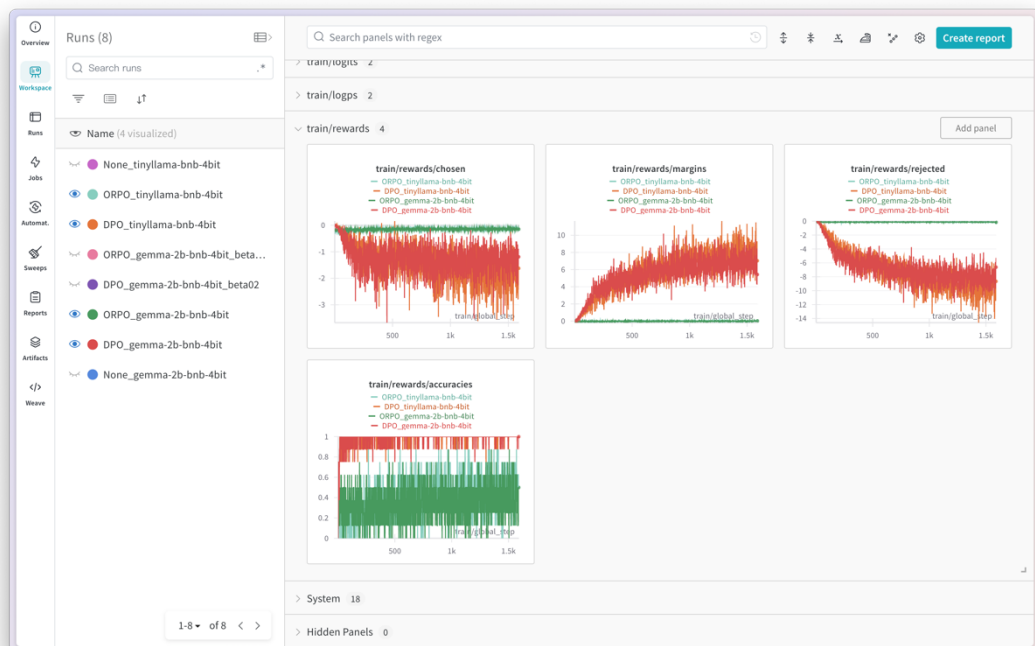 Overview
Workspace
Runs
Jobs
Automat.
Sweeps
Reports
Artifacts
Weave
Runs (8)
Search runs
.*
Name (4 visualized)
None_tinyllama-bnb-4bit
ORPO_tinyllama-bnb-4bit
DPO_tinyllama-bnb-4bit
ORPO_gemma-2b-bnb-4bit_beta...
DPO_gemma-2b-bnb-4bit_beta02
ORPO_gemma-2b-bnb-4bit
DPO_gemma-2b-bnb-4bit
None_gemma-2b-bnb-4bit
1-8 of 8
Search panels with regex
Create report
train/logits 2
train/logps 2
train/rewards 4
Add panel
train/rewards/chosen
ORPO_tinyllama-bnb-4bit
DPO_tinyllama-bnb-4bit
ORPO_gemma-2b-bnb-4bit
DPO_gemma-2b-bnb-4bit
0
-1
-2
-3
train/global_step
500 1k 1.5k
train/rewards/margins
ORPO_tinyllama-bnb-4bit
DPO_tinyllama-bnb-4bit
ORPO_gemma-2b-bnb-4bit
DPO_gemma-2b-bnb-4bit
10
8
6
4
2
0
train/global_step
500 1k 1.5k
train/rewards/rejected
ORPO_tinyllama-bnb-4bit
DPO_tinyllama-bnb-4bit
ORPO_gemma-2b-bnb-4bit
DPO_gemma-2b-bnb-4bit
0
-2
-4
-6
-8
-10
-12
-14
train/global_step
500 1k 1.5k
train/rewards/accuracies
ORPO_tinyllama-bnb-4bit
DPO_tinyllama-bnb-4bit
ORPO_gemma-2b-bnb-4bit
DPO_gemma-2b-bnb-4bit
1
0.8
0.6
0.4
0.2
0
train/global_step
500 1k 1.5k
System 18
Hidden Panels 0